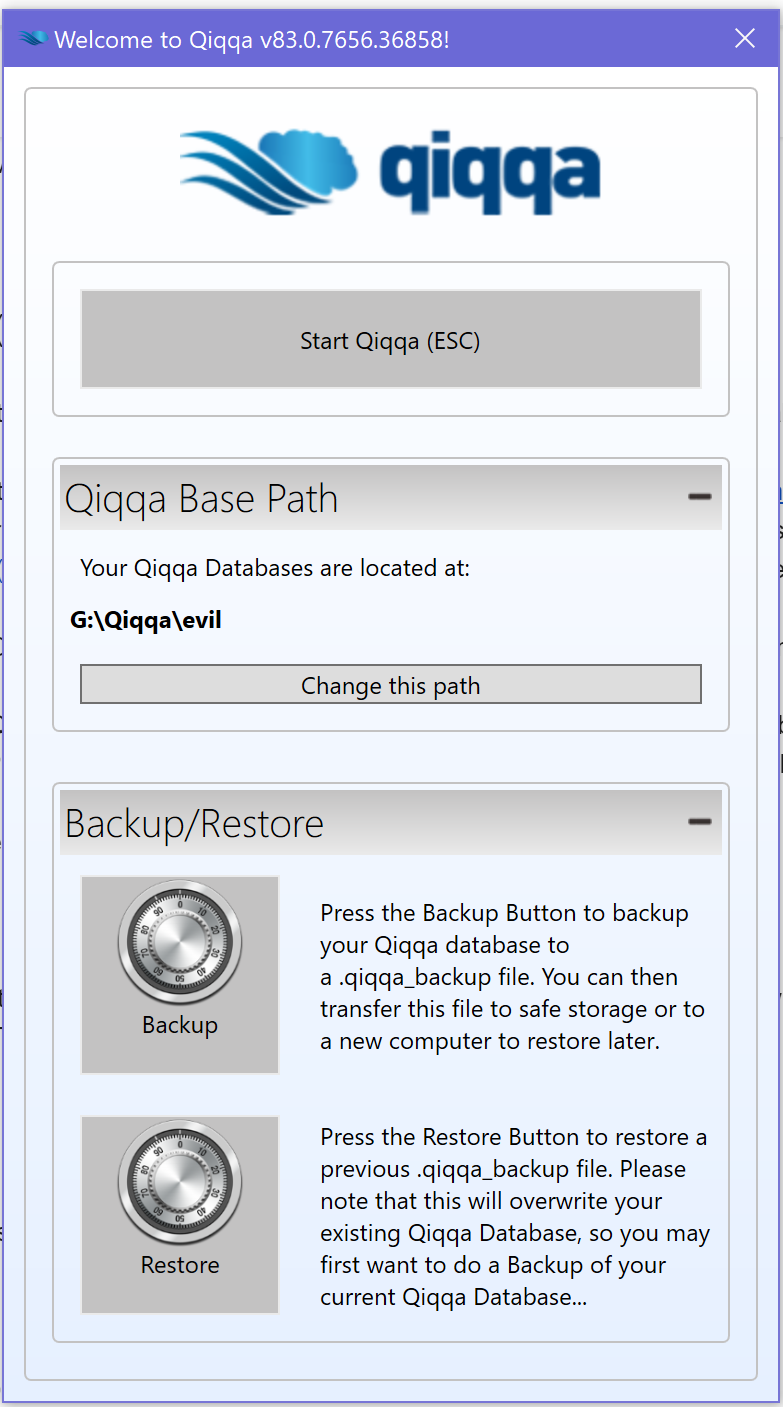 Welcome to Qiqqa v83.0.7656.36858!
qiqqa
Start Qiqqa (ESC)
Qiqqa Base Path
Your Qiqqa Databases are located at:
G:\Qiqqa\evil
Change this path
Backup/Restore
Backup
Press the Backup Button to backup
your Qiqqa database to
a .qiqqa_backup file. You can then
transfer this file to safe storage or to
a new computer to restore later.
Restore
Press the Restore Button to restore a
previous .qiqqa_backup file. Please
note that this will overwrite your
existing Qiqqa Database, so you may
first want to do a Backup of your
current Qiqqa Database...